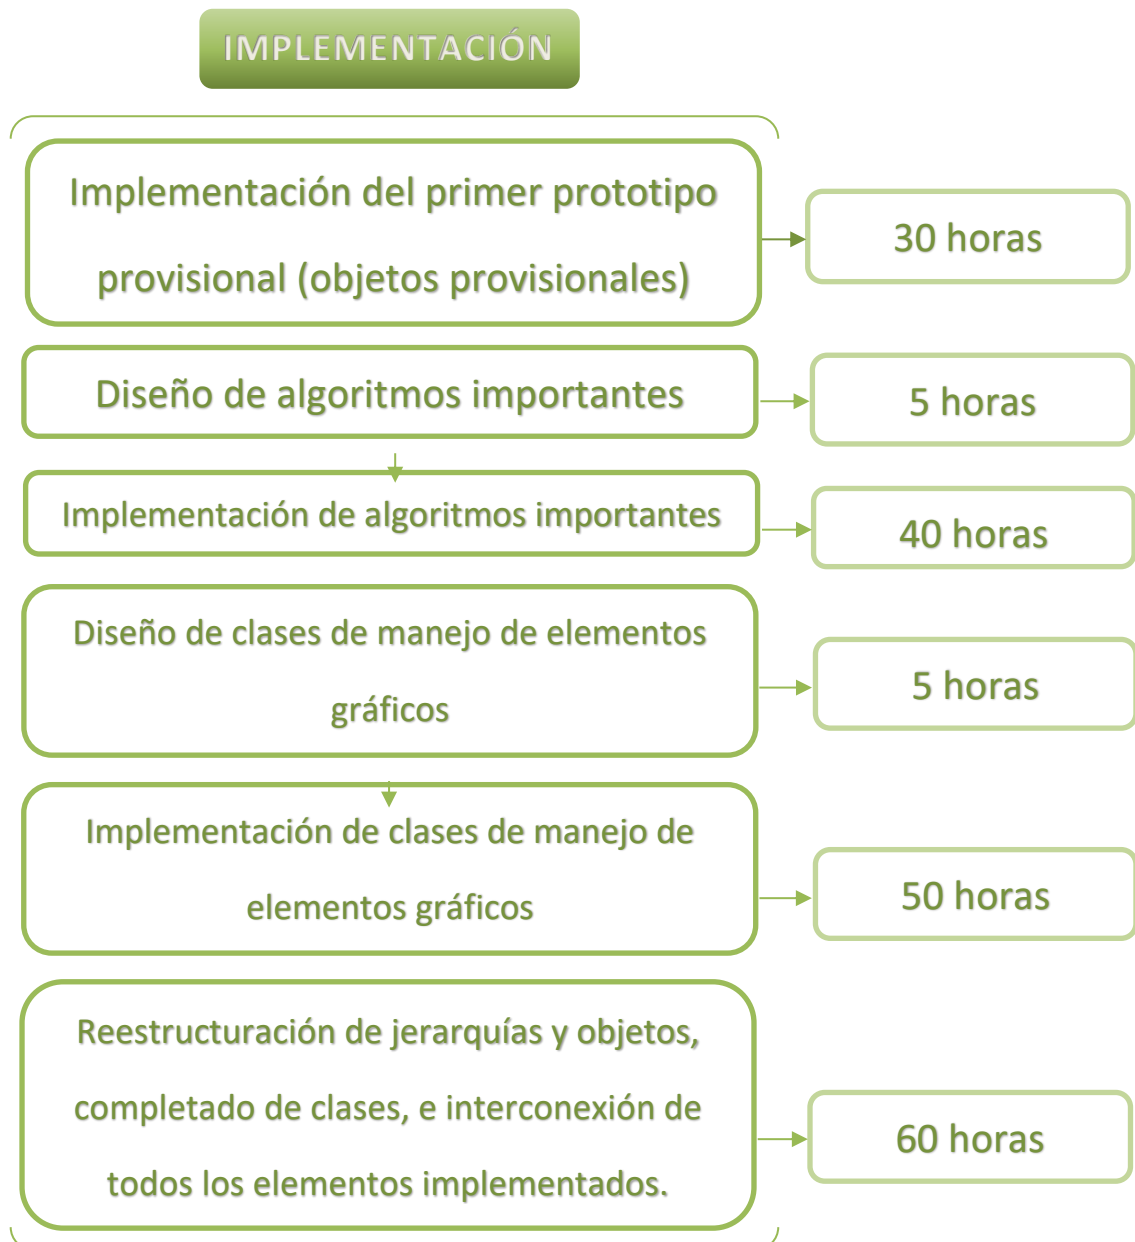 IMPLEMENTACIÓN
Implementación del primer prototipo
provisional (objetos provisionales)
30 horas
Diseño de algoritmos importantes
5 horas
Implementación de algoritmos importantes
40 horas
Diseño de clases de manejo de elementos
gráficos
5 horas
Implementación de clases de manejo de
elementos gráficos
50 horas
Reestructuración de jerarquías y objetos,
completado de clases, e interconexión de
todos los elementos implementados.
60 horas